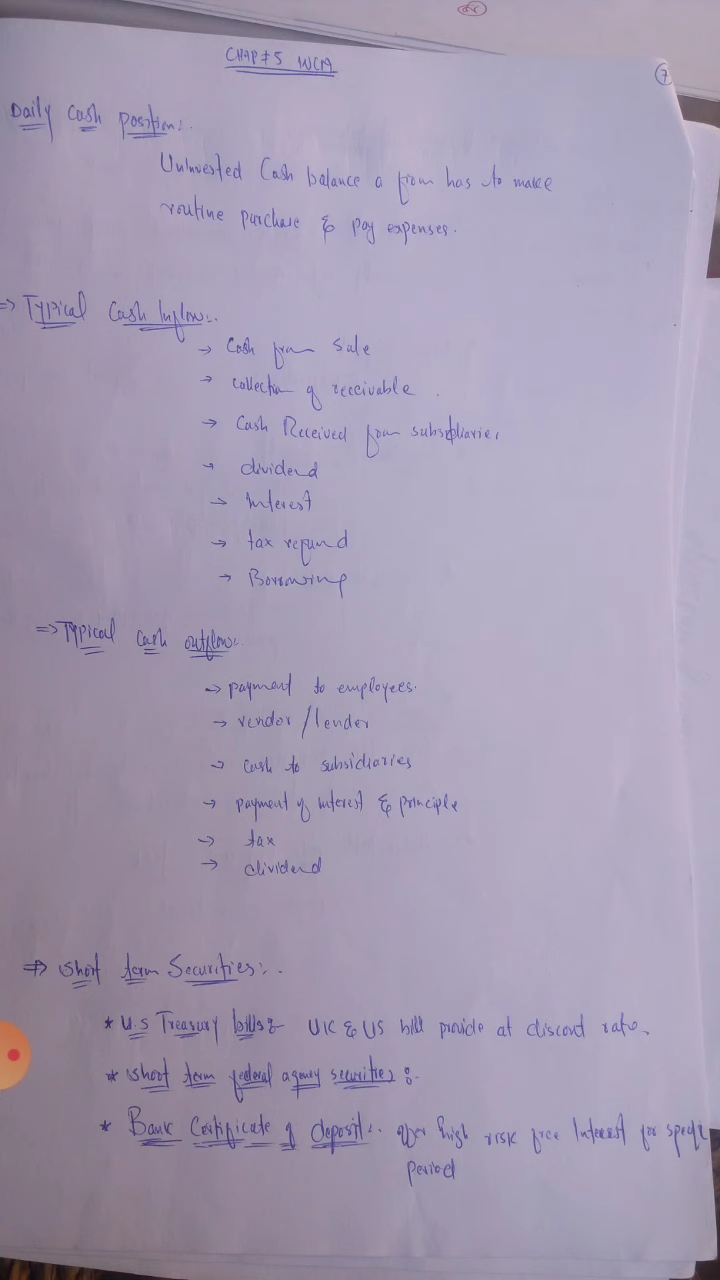 CHAP # 5 WCM
7
Daily Cash position:.
Uninvested Cash balance a from has to make
routine purchase & pay expenses.
=> Typical Cash Inflow:.
→ Cash from Sale
→ collection of receivable.
→ Cash Received from subsidiaries
→ dividend
→ Interest
→ tax refund
→ Borrowing
=> Typical cash outflow:.
→ payment to employees.
→ vendor / lender
→ cash to subsidiaries
→ payment of interest & principle
→ tax
→ dividend
=> Short term Securities:.
* U.S Treasury bills: UK & US bill provide at discont rate.
* Short term federal agency securities:.
* Bank Certificate of deposit:. offer high risk free Interest for specific
period